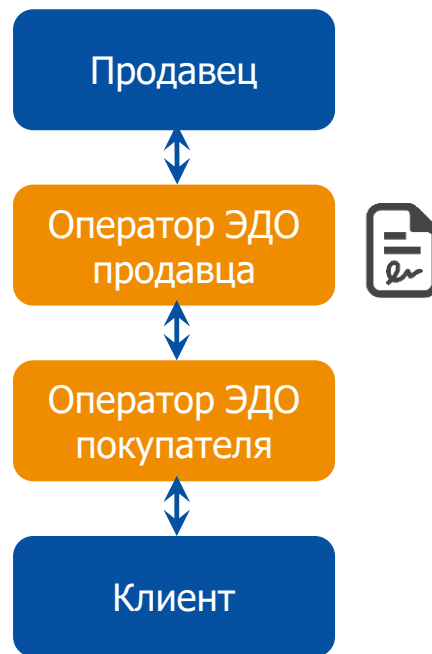 Продавец
Оператор ЭДО
продавца
Оператор ЭДО
покупателя
Клиент